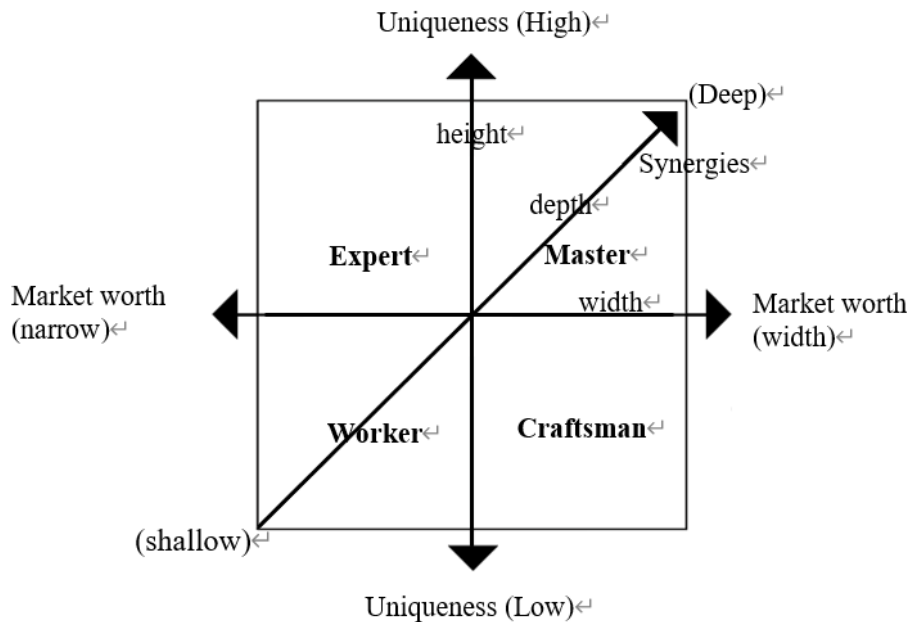 Uniqueness (High)↵
(Deep)↵
height↵
Synergies↵
depth↵
Expert↵
Master↵
Market worth
(narrow)↵
width↵
Market worth
(width)↵
Worker↵
Craftsman↵
(shallow)↵
Uniqueness (Low)↵